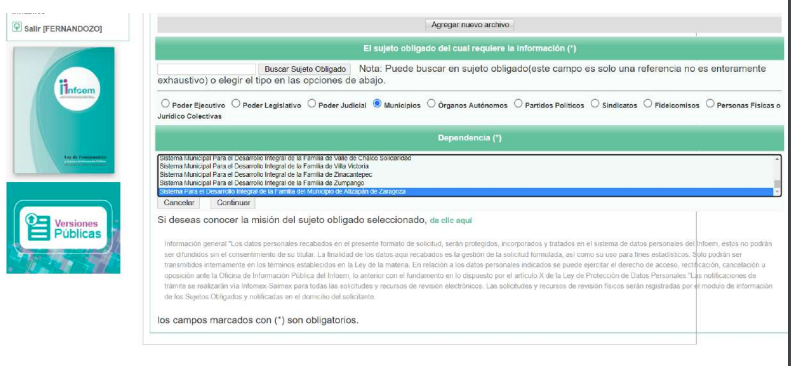 Salir [FERNANDOZO]
Agregar nuevo archivo
El sujeto obligado del cual requiere la información (*)
Buscar Sujeto Obligado Nota: Puede buscar en sujeto obligado(este campo es solo una referencia no es enteramente
exhaustivo) o elegir el tipo en las opciones de abajo.
Poder Ejecutivo Poder Legislativo Poder Judicial Municipios Órganos Autónomos Partidos Políticos Sindicatos Fideicomisos Personas Físicas o
Jurídico Colectivas
Dependencia (*)
Sistema Municipal Para el Desarrollo Integral de la Familia de Valle de Chalco Solidaridad
Sistema Municipal Para el Desarrollo Integral de la Familia de Villa Victoria
Sistema Municipal Para el Desarrollo Integral de la Familia de Zinacantepec
Sistema Municipal Para el Desarrollo Integral de la Familia de Zumpango
Sistema Para el Desarrollo Integral de la Familia del Municipio de Atizapán de Zaragoza
Cancelar Continuar
Si deseas conocer la misión del sujeto obligado seleccionado, da clic aquí
Información general "Los datos personales recabados en el presente formato de solicitud, serán protegidos, incorporados y tratados en el sistema de datos personales del Infoem, estos no podrán
ser difundidos sin el consentimiento de su titular. La finalidad de los datos aquí recabados es la gestión de la solicitud formulada, así como su uso para fines estadísticos. Solo podrán ser
transmitidos internamente en los términos establecidos en la Ley de la materia. En relación a los datos personales indicados se puede ejercitar el derecho de acceso, rectificación, cancelación u
oposición ante la Oficina de Información Pública del Infoem, lo anterior con el fundamento en lo dispuesto por el artículo X de la Ley de Protección de Datos Personales "Las notificaciones de
trámite se realizarán vía Infomex-Saimex para todas las solicitudes y recursos de revisión electrónicos. Las solicitudes y recursos de revisión físicos serán registradas por el modulo de información
de los Sujetos Obligados y notificadas en el domicilio del solicitante.
los campos marcados con (*) son obligatorios.
infoem
Ley de Transparencia
Versiones
Públicas